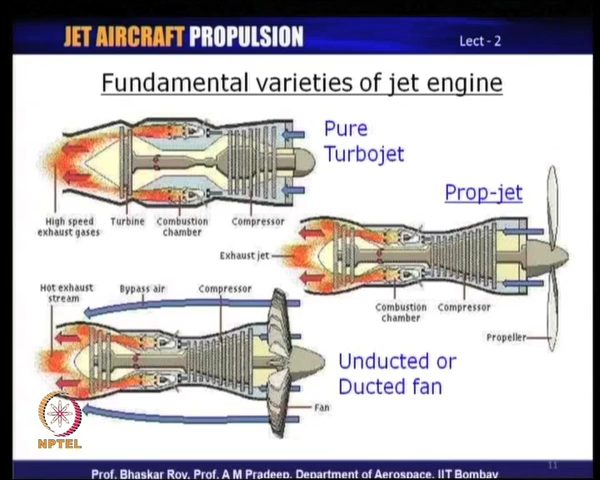 JET AIRCRAFT PROPULSION
Lect - 2
Fundamental varieties of jet engine
Pure
Turbojet
High speed
exhaust gases
Turbine
Combustion
chamber
Compressor
Prop-jet
Exhaust jet
Combustion
chamber
Compressor
Propeller
Hot exhaust
stream
Bypass air
Compressor
Unducted or
Ducted fan
Fan
NPTEL
11
Prof. Bhaskar Roy, Prof. A M Pradeep, Department of Aerospace, IIT Bombay